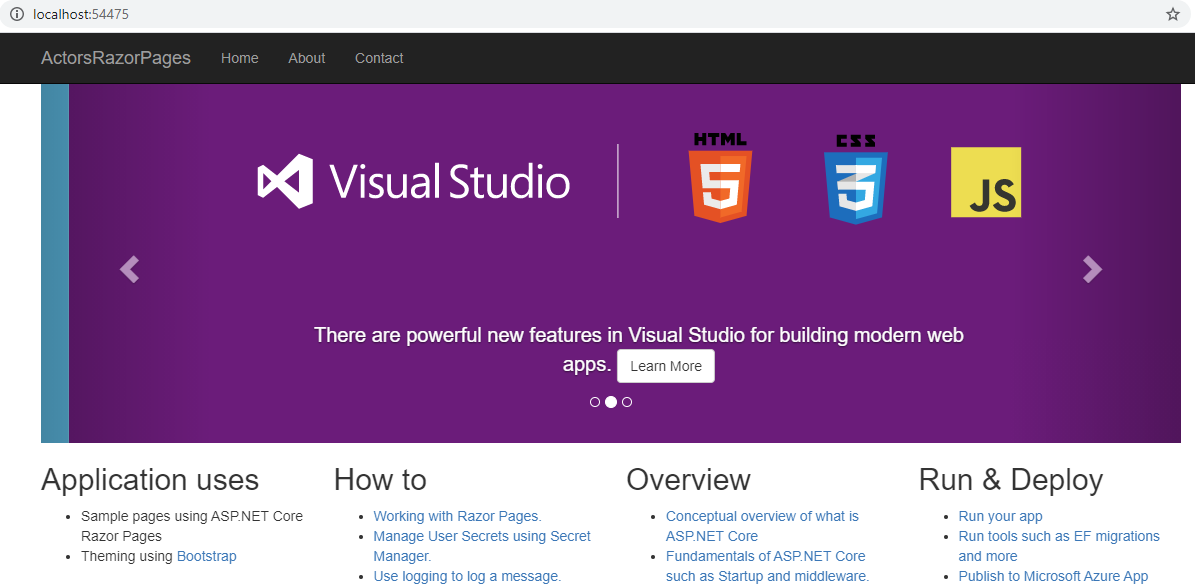 localhost:54475
ActorsRazorPages Home About Contact
Visual Studio HTML 5 CSS 3 JS
There are powerful new features in Visual Studio for building modern web
apps. Learn More
Application uses
Sample pages using ASP.NET Core
Razor Pages
Theming using Bootstrap
How to
Working with Razor Pages.
Manage User Secrets using Secret
Manager.
Use logging to log a message.
Overview
Conceptual overview of what is
ASP.NET Core
Fundamentals of ASP.NET Core
such as Startup and middleware.
Run & Deploy
Run your app
Run tools such as EF migrations
and more
Publish to Microsoft Azure App